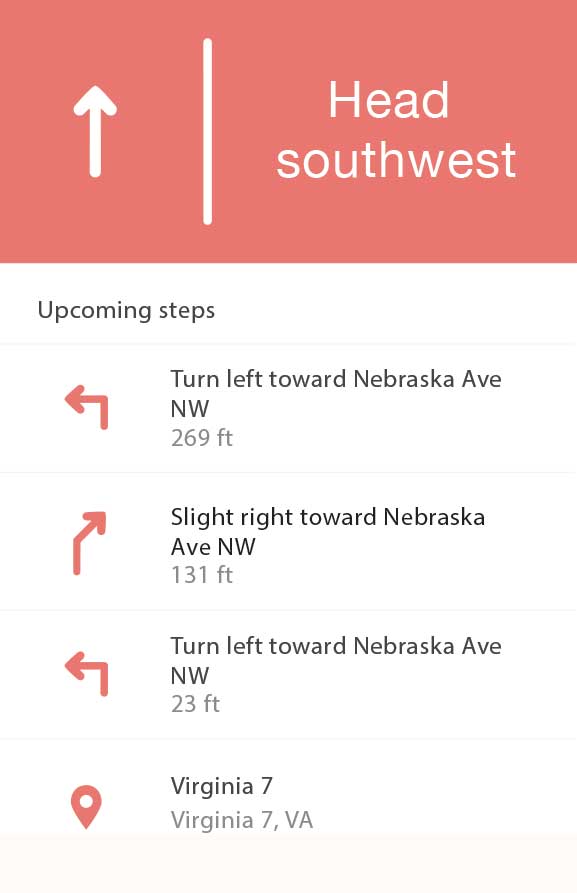 Head
southwest
Upcoming steps
Turn left toward Nebraska Ave
NW
269 ft
Slight right toward Nebraska
Ave NW
131 ft
Turn left toward Nebraska Ave
NW
23 ft
Virginia 7
Virginia 7, VA